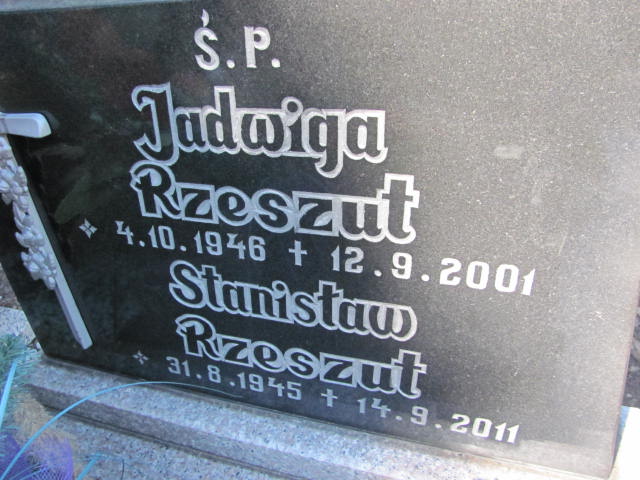 Ś.P.
Jadwiga
Rzeszut
4.10.1946 + 12.9.2001
Stanisław
Rzeszut
31.8.1945 + 14.9.2011